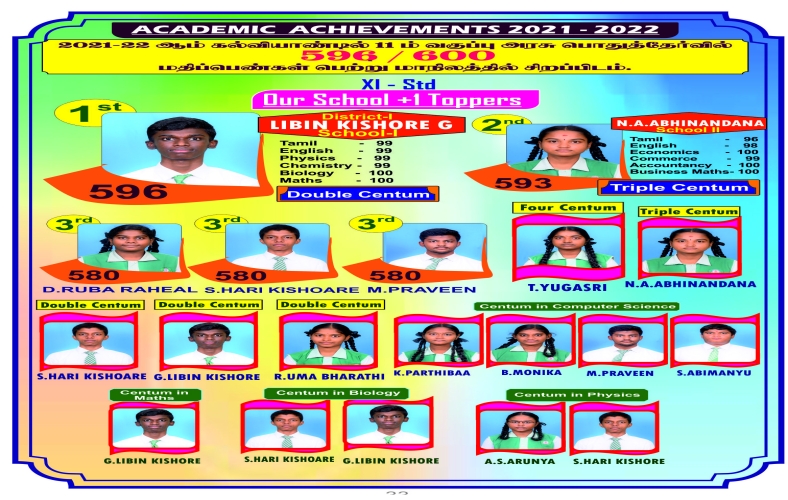 ACADEMIC ACHIEVEMENTS 2021 - 2022
2021-22 ஆம் கல்வியாண்டில் 11 ம் வகுப்பு அரசு பொதுத்தேர்வில்
596 / 600
மதிப்பெண்கள் பெற்று மாநிலத்தில் சிறப்பிடம்.
XI - Std
Our School +1 Toppers
1st
596
District-I
LIBIN KISHORE G
School-I
Tamil - 99
English - 99
Physics - 99
Chemistry - 99
Biology - 100
Maths - 100
Double Centum
2nd
593
N.A.ABHINANDANA
School II
Tamil - 96
English - 98
Economics - 100
Commerce - 99
Accountancy - 100
Business Maths- 100
Triple Centum
3rd
580
D.RUBA RAHEAL
3rd
580
S.HARI KISHOARE
3rd
580
M.PRAVEEN
Four Centum
T.YUGASRI
Triple Centum
N.A.ABHINANDANA
Double Centum
S.HARI KISHOARE
Double Centum
G.LIBIN KISHORE
Double Centum
R.UMA BHARATHI
Centum in Computer Science
K.PARTHIBAA
B.MONIKA
M.PRAVEEN
S.ABIMANYU
Centum in
Maths
G.LIBIN KISHORE
Centum in Biology
S.HARI KISHOARE
G.LIBIN KISHORE
Centum in Physics
A.S.ARUNYA
S.HARI KISHORE